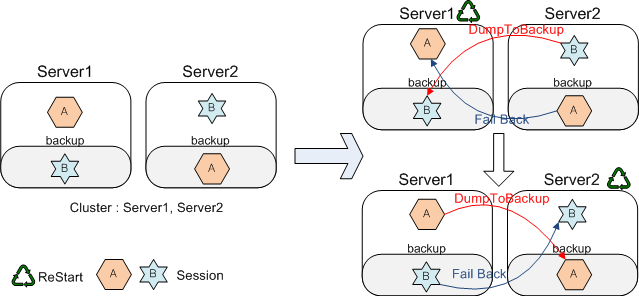 Server1
Server2
A
DumpToBackup
B
backup
backup
B
A
Fail Back
Server1
Server2
A
B
backup
backup
B
A
Cluster : Server1, Server2
Server1
Server2
A
DumpToBackup
B
backup
backup
B
Fail Back
A
ReStart
A
B
Session